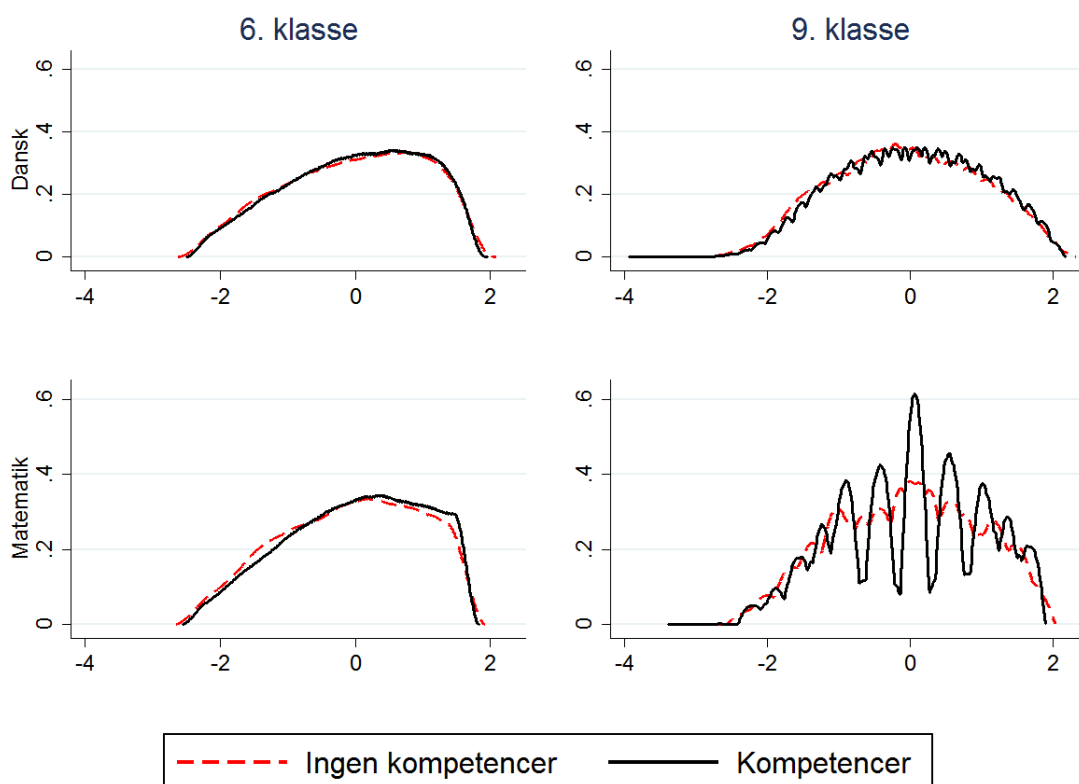 6. klasse
9. klasse
Dansk
.6
.4
.2
0
-4 -2 0 2
.6
.4
.2
0
-4 -2 0 2
Matematik
.6
.4
.2
0
-4 -2 0 2
.6
.4
.2
0
-4 -2 0 2
Ingen kompetencer
Kompetencer